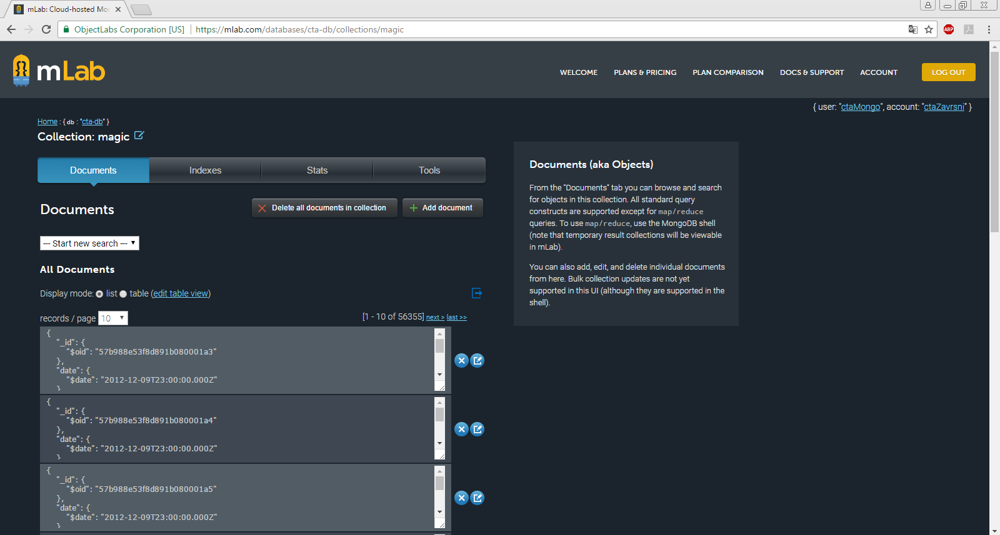 mLab: Cloud-hosted Mo
ObjectLabs Corporation [US] https://mlab.com/databases/cta-db/collections/magic
ABP
mLab
WELCOME PLANS & PRICING PLAN COMPARISON DOCS & SUPPORT ACCOUNT LOG OUT
{ user: "ctaMongo", account: "ctaZavrsni" }
Home : { db : "cta-db" }
Collection: magic
Documents Indexes Stats Tools
Documents
Delete all documents in collection
Add document
--- Start new search ---
All Documents
Display mode: list table (edit table view)
records / page 10
[1 - 10 of 56355] next > last >>
{
"_id": {
"$oid": "57b988e53f8d891b080001a3"
},
"date": {
"$date": "2012-12-09T23:00:00.000Z"
}
{
"_id": {
"$oid": "57b988e53f8d891b080001a4"
},
"date": {
"$date": "2012-12-09T23:00:00.000Z"
}
{
"_id": {
"$oid": "57b988e53f8d891b080001a5"
},
"date": {
"$date": "2012-12-09T23:00:00.000Z"
}
Documents (aka Objects)
From the "Documents" tab you can browse and search
for objects in this collection. All standard query
constructs are supported except for map/reduce
queries. To use map/reduce, use the MongoDB shell
(note that temporary result collections will be viewable
in mLab).
You can also add, edit, and delete individual documents
from here. Bulk collection updates are not yet
supported in this UI (although they are supported in the
shell).